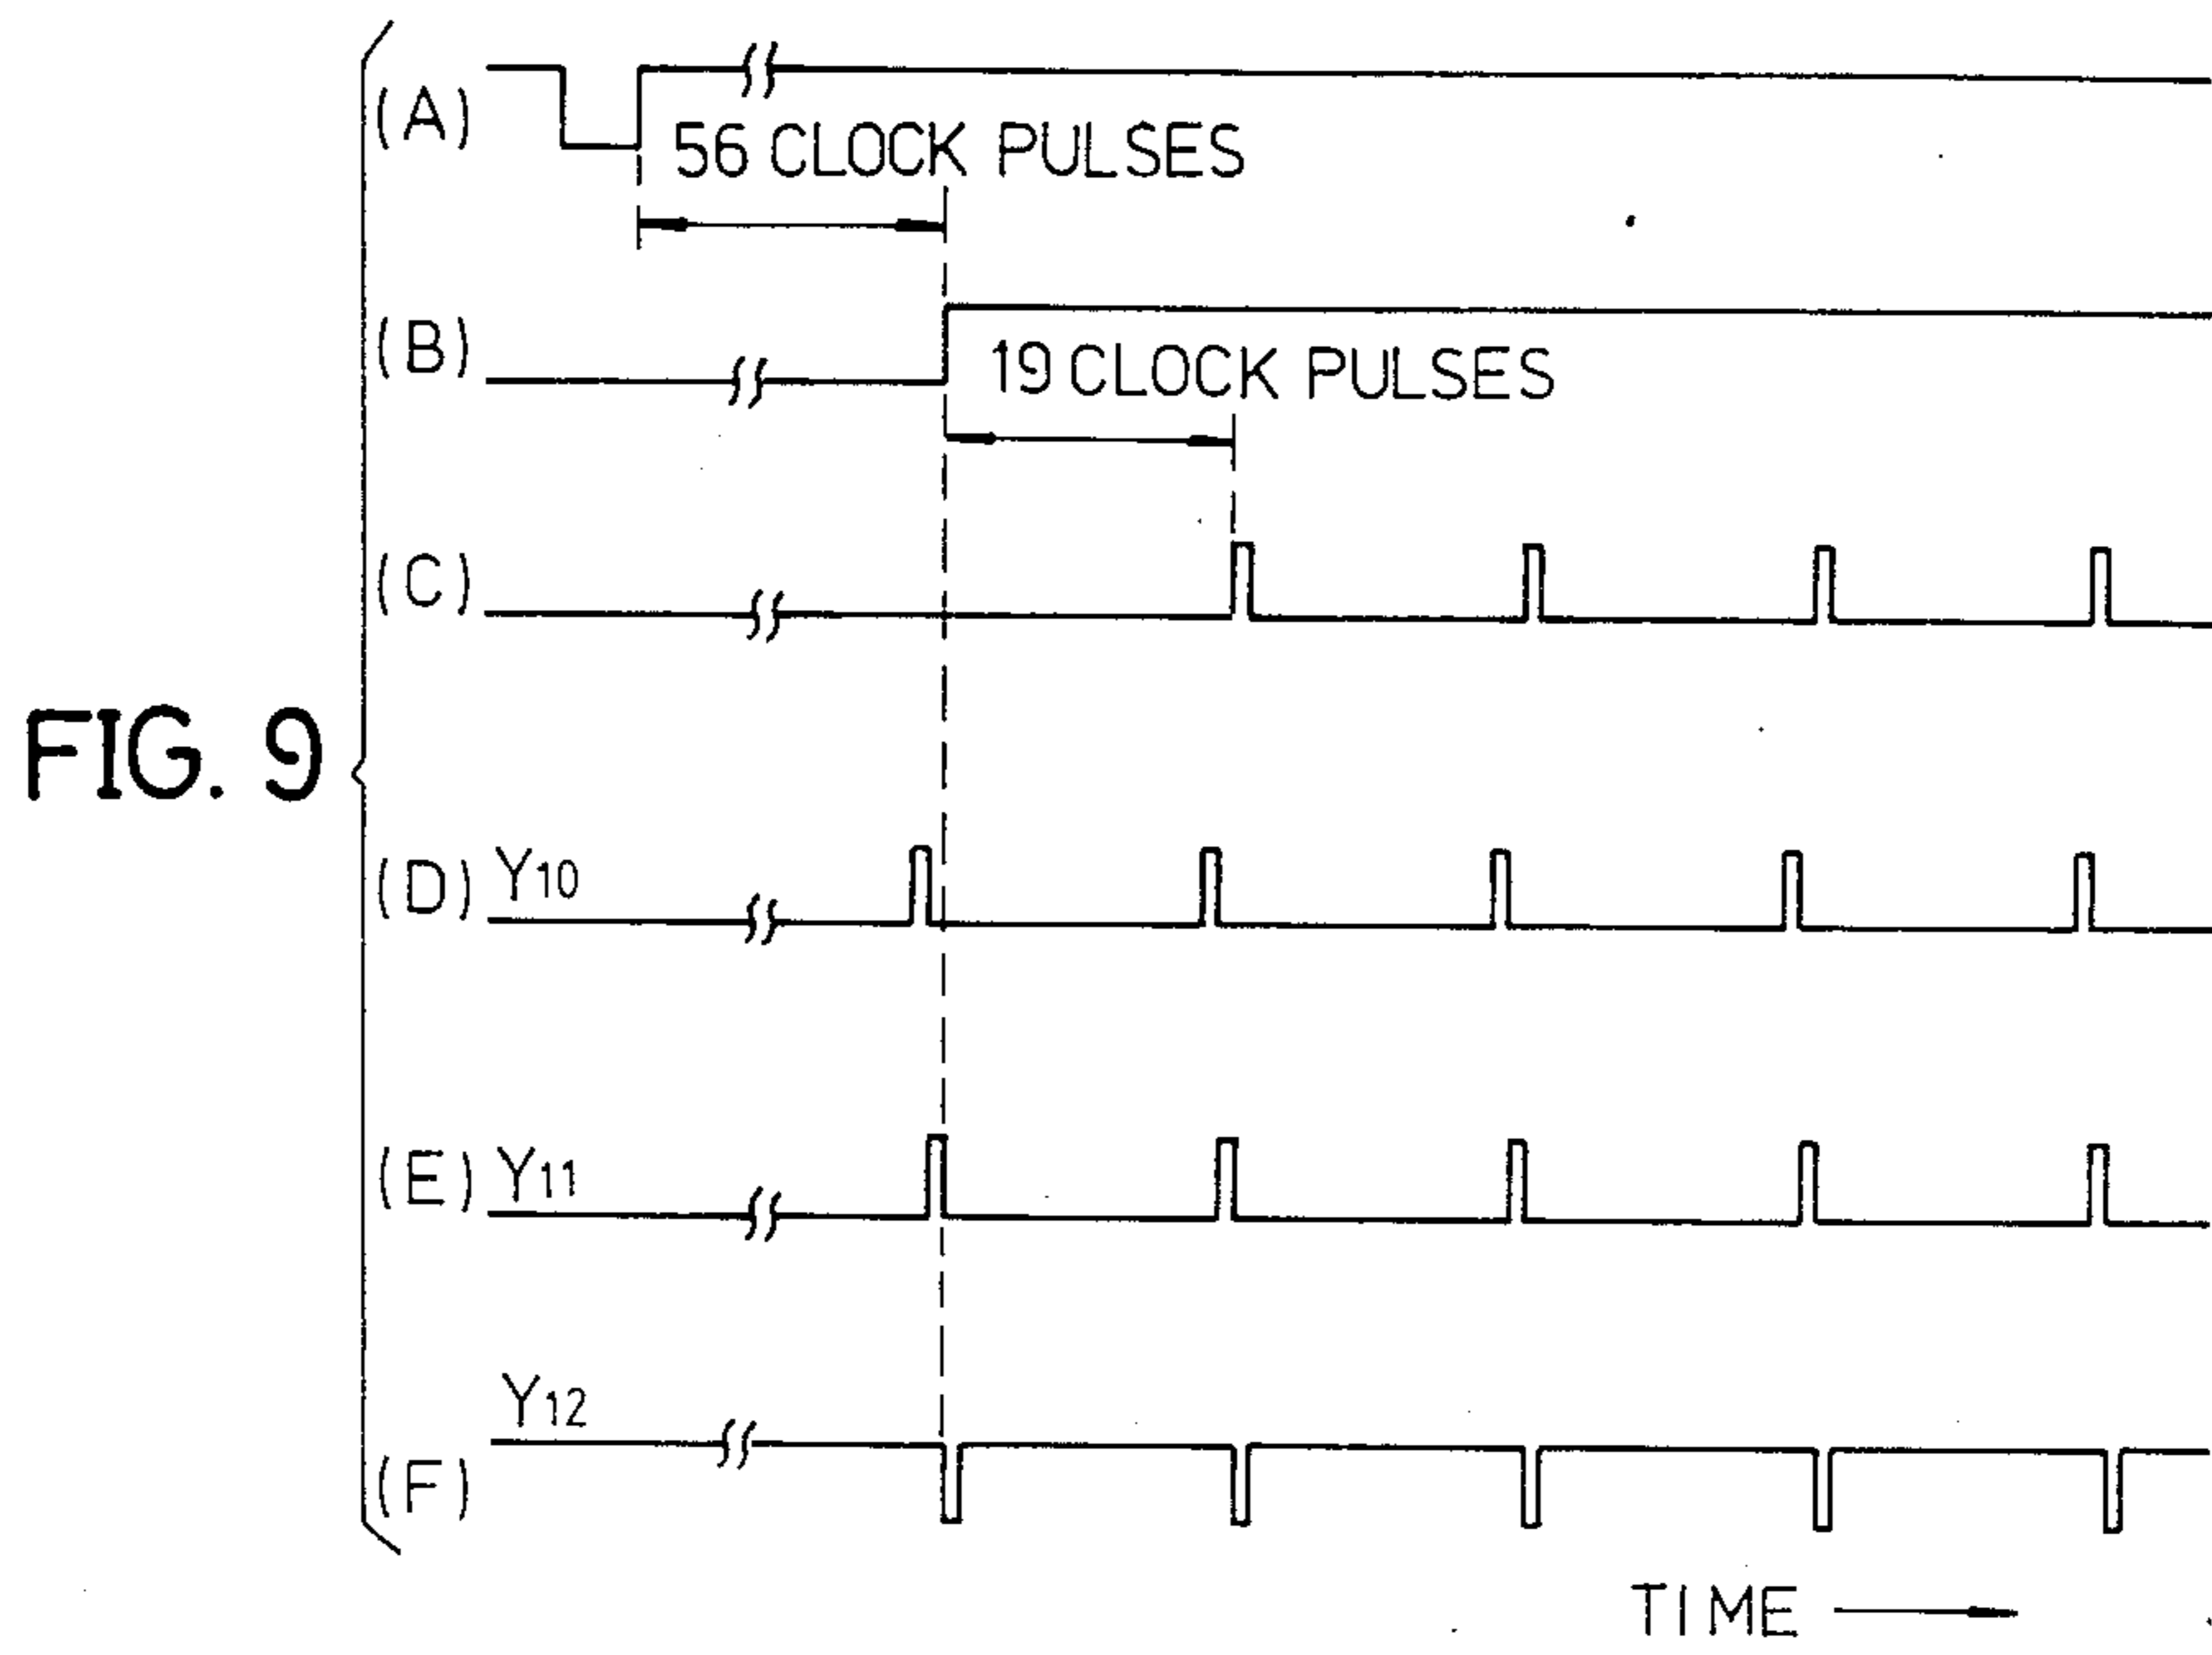 (A)
56 CLOCK PULSES
(B)
19 CLOCK PULSES
(C)
FIG. 9
(D) Y10
(E) Y11
Y12
(F)
TIME